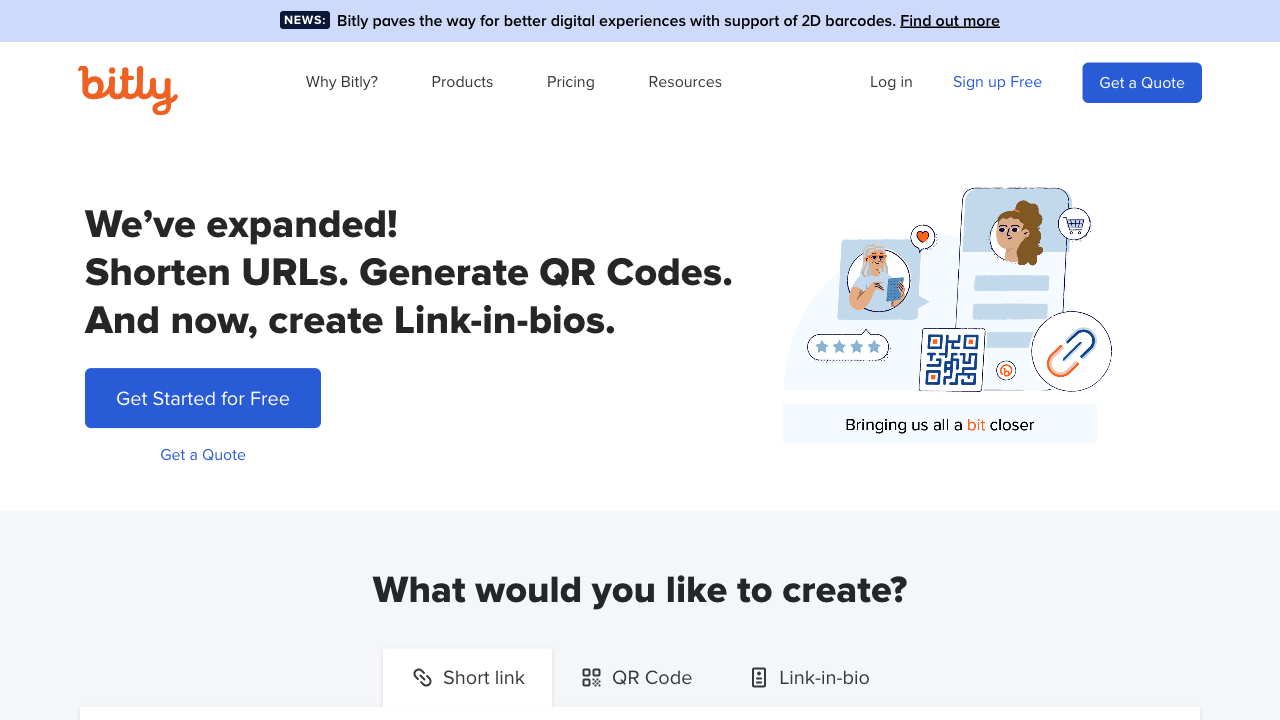 NEWS: Bitly paves the way for better digital experiences with support of 2D barcodes. Find out more
bitly
Why Bitly?
Products
Pricing
Resources
Log in
Sign up Free
Get a Quote
We’ve expanded!
Shorten URLs. Generate QR Codes.
And now, create Link-in-bios.
Get Started for Free
Get a Quote
Bringing us all a bit closer
What would you like to create?
Short link
QR Code
Link-in-bio